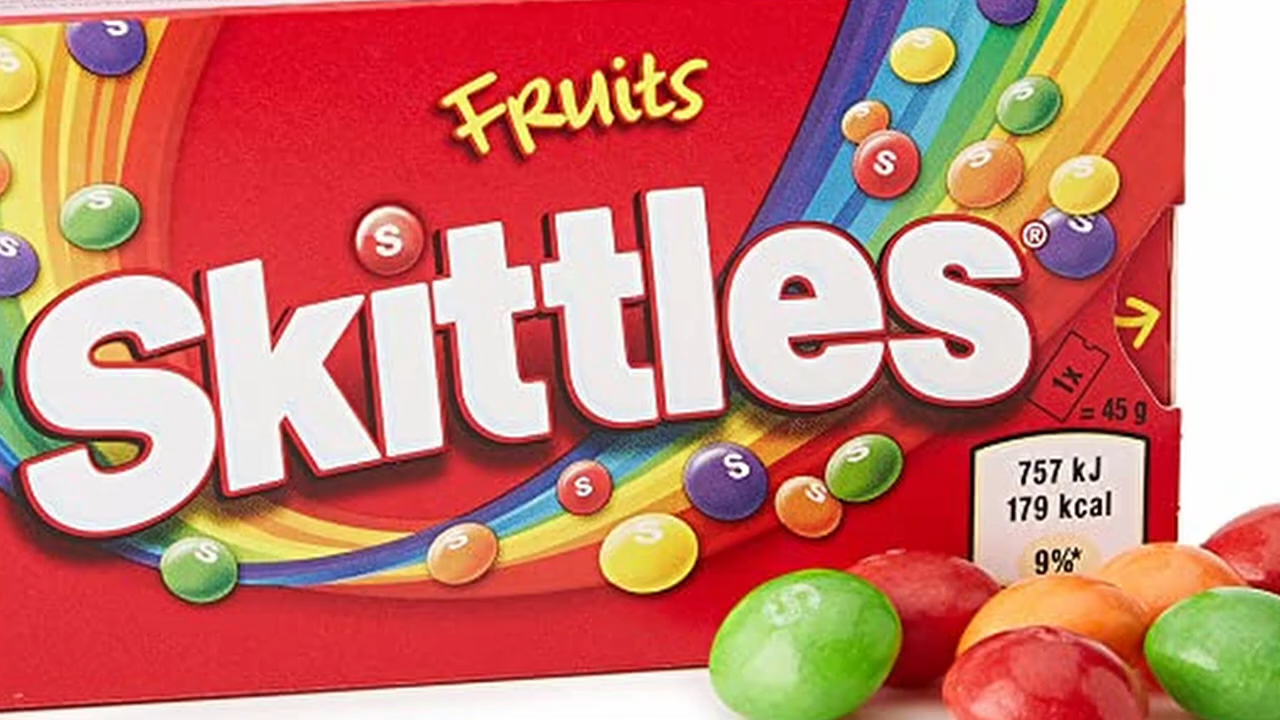 Fruits
Skittles®
1x
= 45 g
757 kJ
179 kcal
9%*